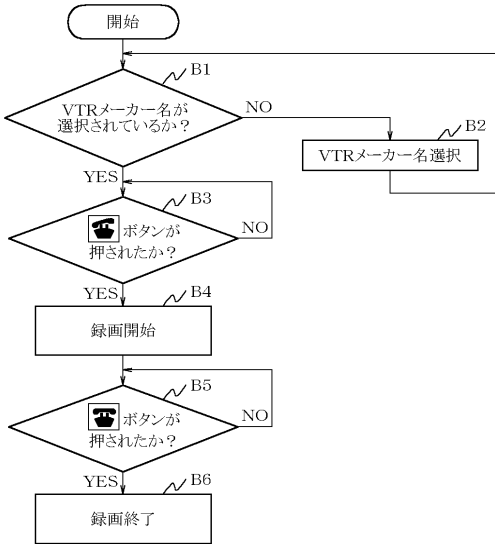 開始
B1
VTRメーカー名が
選択されているか？
NO
B2
VTRメーカー名選択
YES
B3
ボタンが
押されたか？
NO
YES
B4
録画開始
B5
ボタンが
押されたか？
NO
YES
B6
録画終了